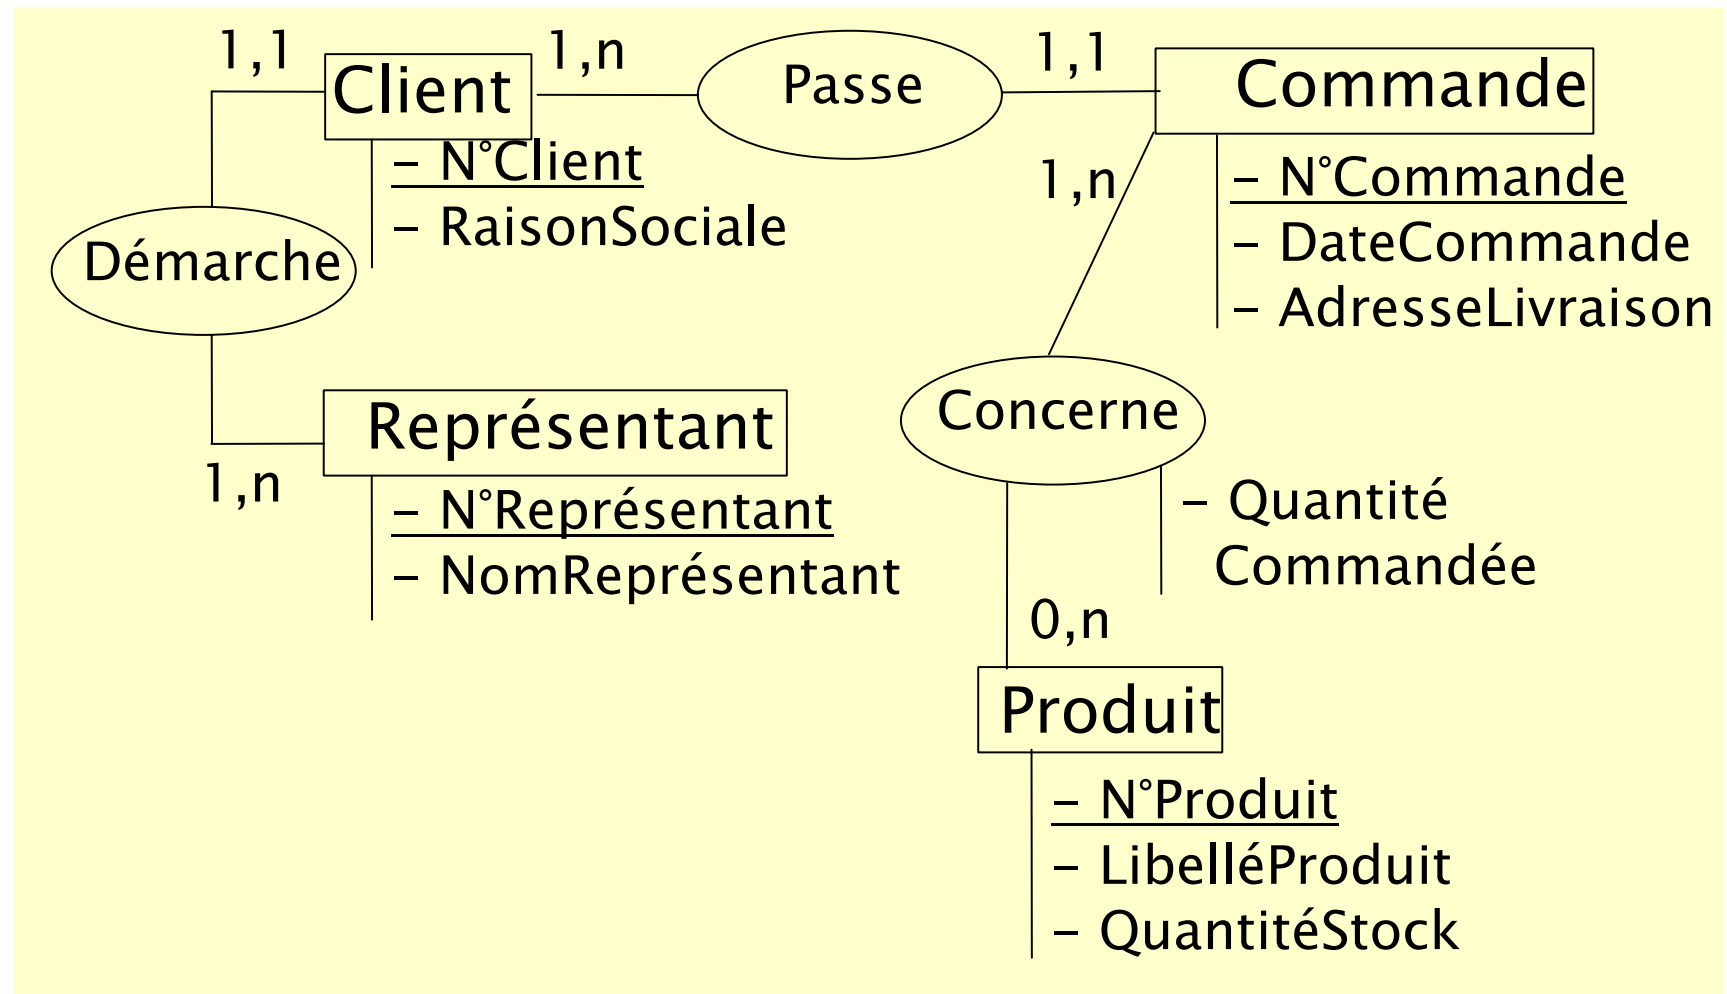 1,1
Client
1,n
Passe
1,1
Commande
– N°Client
– RaisonSociale
1,n
– N°Commande
– DateCommande
– AdresseLivraison
Démarche
Représentant
1,n
– N°Représentant
– NomReprésentant
Concerne
– Quantité
Commandée
0,n
Produit
– N°Produit
– LibelléProduit
– QuantitéStock